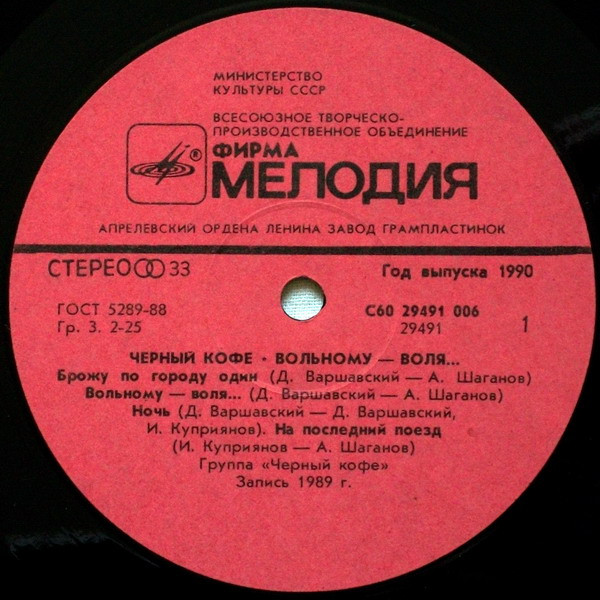 МИНИСТЕРСТВО
КУЛЬТУРЫ СССР
ВСЕСОЮЗНОЕ ТВОРЧЕСКО-
ПРОИЗВОДСТВЕННОЕ ОБЪЕДИНЕНИЕ
®
ФИРМА
МЕЛОДИЯ
АПРЕЛЕВСКИЙ ОРДЕНА ЛЕНИНА ЗАВОД ГРАМПЛАСТИНОК
СТЕРЕО 33
Год выпуска 1990
ГОСТ 5289-88
С60 29491 006
Гр. 3. 2-25
29491
1
ЧЕРНЫЙ КОФЕ • ВОЛЬНОМУ — ВОЛЯ...
Брожу по городу один (Д. Варшавский — А. Шаганов)
Вольному — воля... (Д. Варшавский — А. Шаганов)
Ночь (Д. Варшавский — Д. Варшавский,
И. Куприянов). На последний поезд
(И. Куприянов — А. Шаганов)
Группа «Черный кофе»
Запись 1989 г.